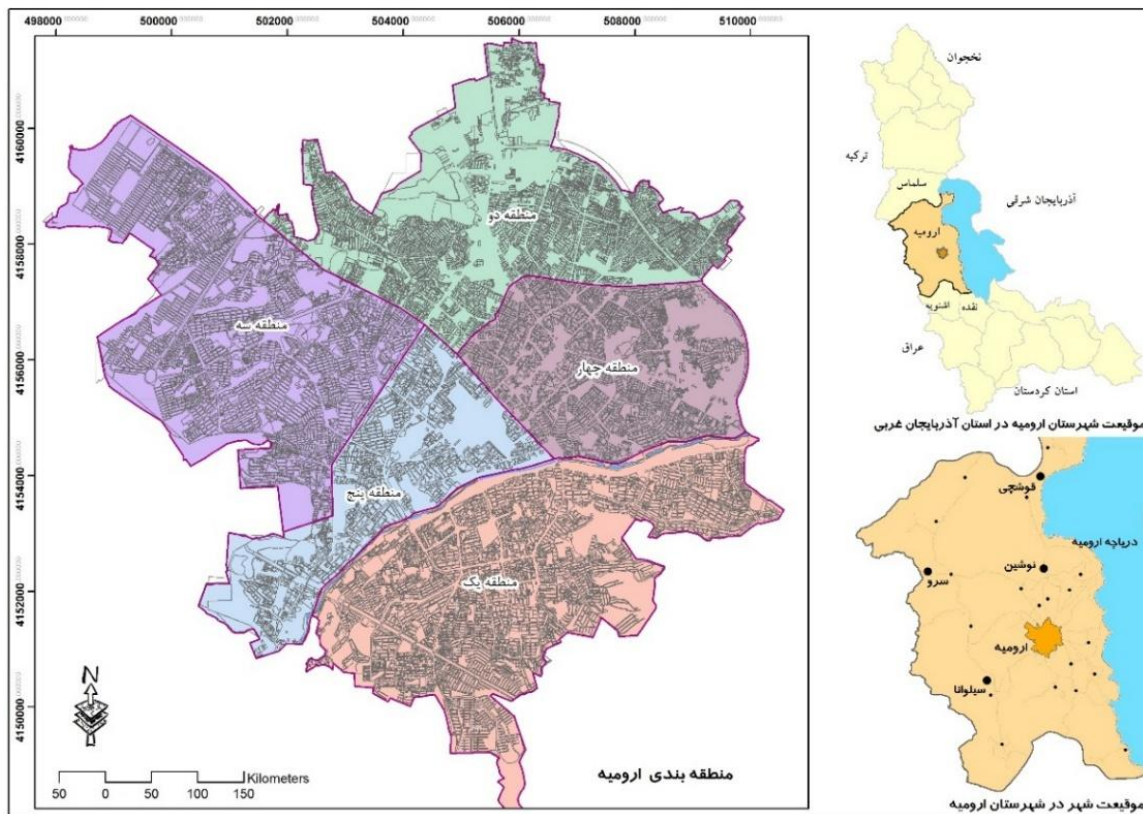 498000 500000 502000 504000 506000 508000 510000
4160000
4158000
4156000
4154000
4152000
4150000
منطقه دو
منطقه سه
منطقه چهار
منطقه پنج
منطقه یک
N
50 0 50 100 150 Kilometers
منطقه بندی ارومیه
نخجوان
ترکیه
سلماس
آذربایجان شرقی
ارومیه
اشنویه
نقده
عراق
استان کردستان
موقیعت شهرستان ارومیه در استان آذربایجان غربی
قوشچی
دریاچه ارومیه
نوشین
سرو
ارومیه
سیلوانا
موقیعت شهر در شهرستان ارومیه